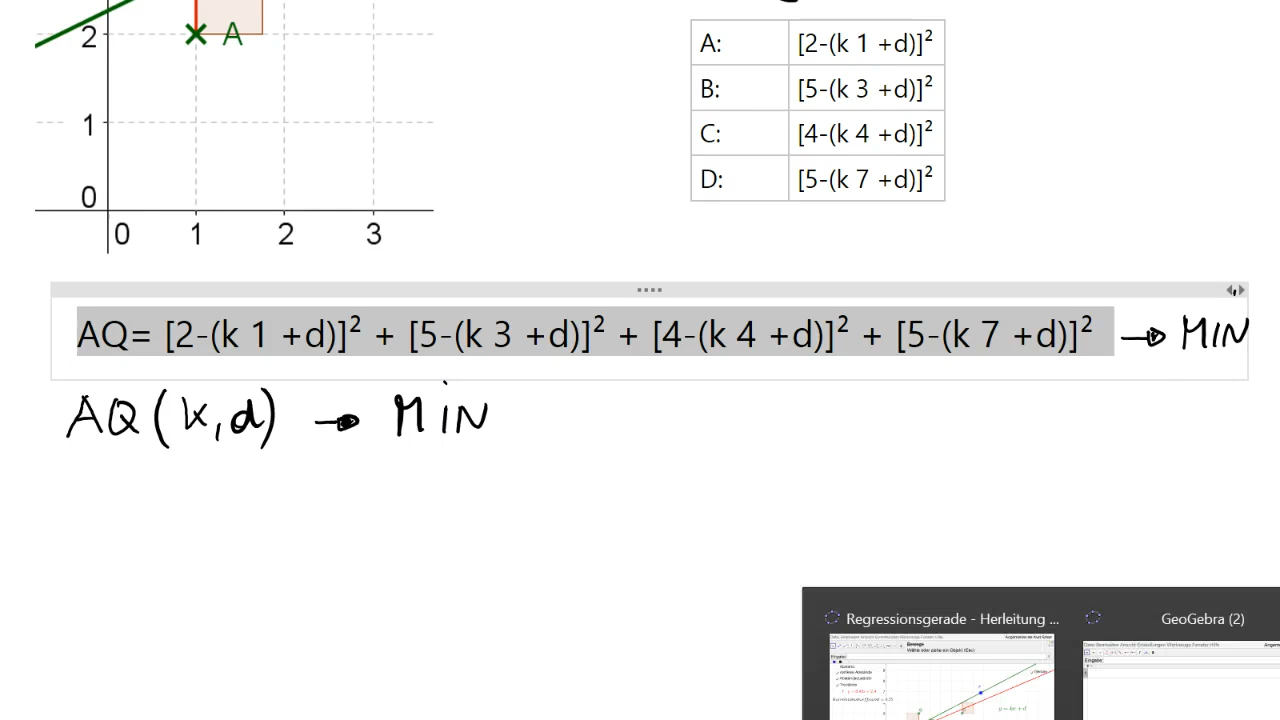 2
A
1
0
0 1 2 3
A: [2-(k 1 +d)]²
B: [5-(k 3 +d)]²
C: [4-(k 4 +d)]²
D: [5-(k 7 +d)]²
AQ= [2-(k 1 +d)]² + [5-(k 3 +d)]² + [4-(k 4 +d)]² + [5-(k 7 +d)]² → MIN
AQ(k,d) → MIN
Regressionsgerade - Herleitung ...
GeoGebra (2)
y = kx + d